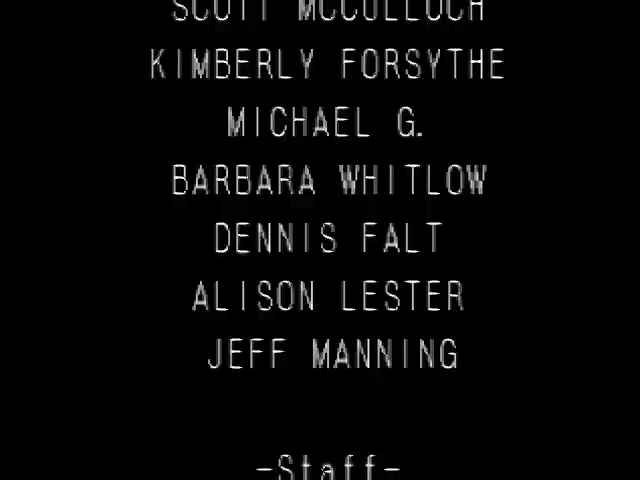 SCOTT MCCULLOCH
KIMBERLY FORSYTHE
MICHAEL G.
BARBARA WHITLOW
DENNIS FALT
ALISON LESTER
JEFF MANNING
-Staff-